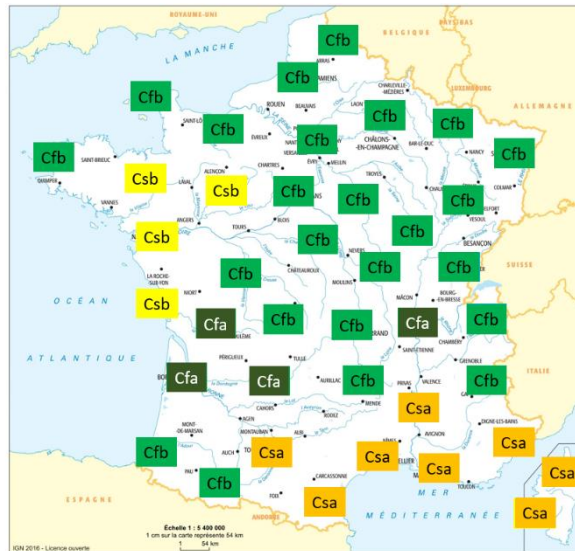 ROYAUME-UNI
PAYS-BAS
LA MANCHE
BELGIQUE
Cfb
ARRAS
LUXEMBOURG
ALLEMAGNE
Cfb
AMIENS
CHARLEVILLE-
MÉZIÈRES
Cfb
ROUEN
BEAUVAIS
LAON
SAINT-LÔ
Cfb
Cfb
Cfb
ÉVREUX
CHÂLONS-
EN-CHAMPAGNE
BAR-LE-DUC
NANCY
Cfb
Cfb
ÉVRY
MELUN
Cfb
SAINT-BRIEUC
QUIMPER
ALENÇON
CHARTRES
TROYES
Csb
LAVAL
Csb
COLMAR
Cfb
Cfb
Cfb
VANNES
ANGERS
BLOIS
TOURS
VESOUL
Csb
Cfb
Cfb
BESANÇON
NEVERS
LA ROCHE-
SUR-YON
CHÂTEAUROUX
Cfb
Cfb
Cfb
SUISSE
NIORT
MOULINS
MÂCON
BOURG-
EN-BRESSE
OCÉAN
Csb
Cfa
Cfb
Cfb
Cfa
Cfb
CHAMBÉRY
SAINT-ÉTIENNE
ITALIE
ATLANTIQUE
PÉRIGUEUX
TULLE
GRENOBLE
Cfa
Cfa
AURILLAC
Cfb
VALENCE
PRIVAS
Cfb
MENDE
CAHORS
RODEZ
Csa
AGEN
DIGNE-LES-BAINS
MONT-
DE-MARSAN
MONTAUBAN
ALBI
NÎMES
AVIGNON
Csa
Csa
Csa
Csa
Cfb
AUCH
PAU
Cfb
CARCASSONNE
TOULON
FOIX
Csa
MER
MÉDITERRANÉE
Csa
Csa
ESPAGNE
ANDORRE
Échelle 1 : 5 400 000
1 cm sur la carte représente 54 km
1 54 km
IGN 2016 - Licence ouverte